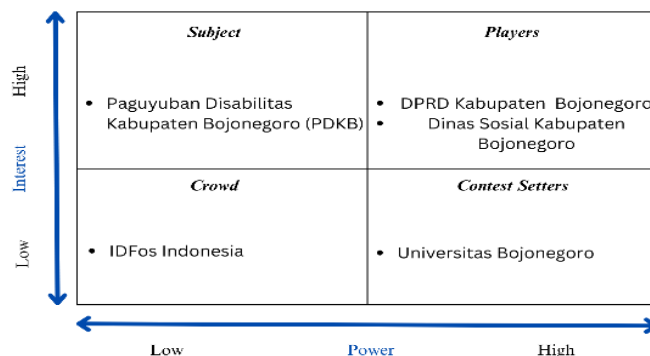 Subject
Players
High
• Paguyuban Disabilitas
Kabupaten Bojonegoro (PDKB)
• DPRD Kabupaten Bojonegoro
• Dinas Sosial Kabupaten
Bojonegoro
Interest
Crowd
Contest Setters
Low
• IDFos Indonesia
• Universitas Bojonegoro
Low
Power
High